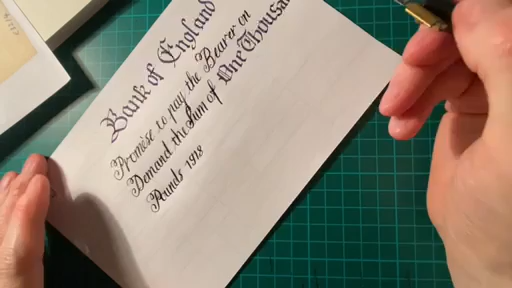 Bank of England
Promise to pay the Bearer on
Demand the Sum of One Thousa
Pounds 1918